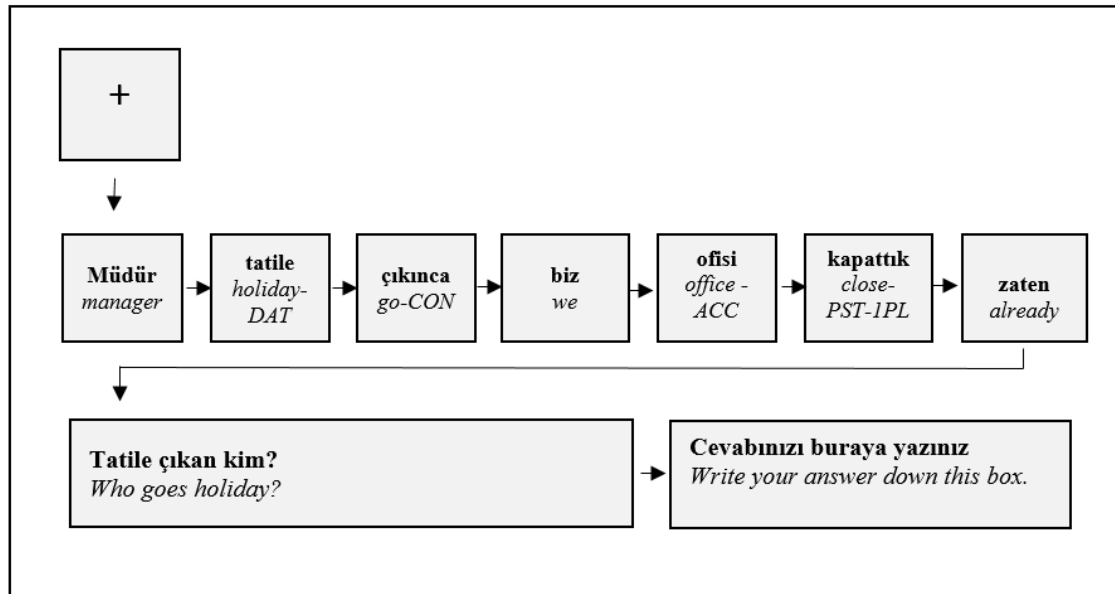 +
Müdür
manager
tatile
holiday-
DAT
çıkınca
go-CON
biz
we
ofisi
office -
ACC
kapattık
close-
PST-1PL
zaten
already
Tatile çıkan kim?
Who goes holiday?
Cevabınızı buraya yazınız
Write your answer down this box.